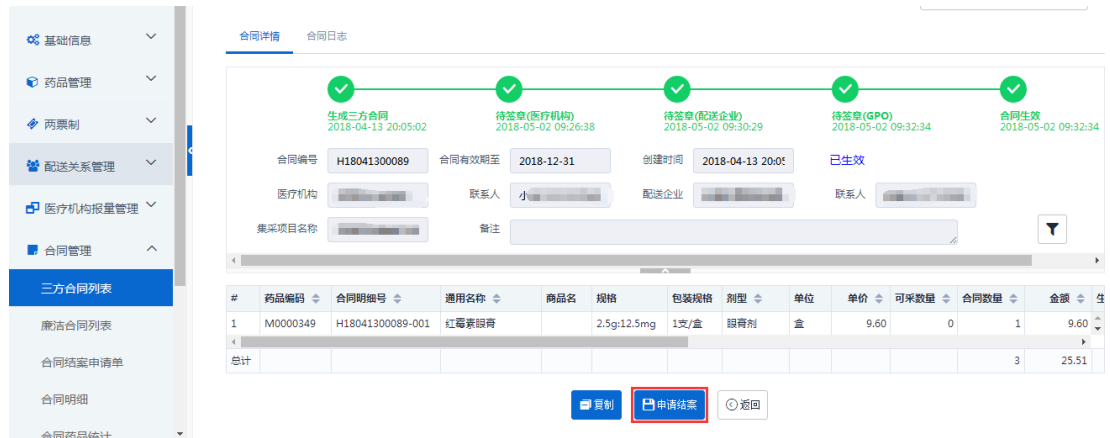 基础信息
药品管理
两票制
配送关系管理
医疗机构报量管理
合同管理
三方合同列表
廉洁合同列表
合同结案申请单
合同明细
合同药品统计
合同详情 合同日志
生成三方合同 待签章(医疗机构) 待签章(配送企业) 待签章(GPO) 合同生效
2018-04-13 20:05:02 2018-05-02 09:26:38 2018-05-02 09:30:29 2018-05-02 09:32:34 2018-05-02 09:32:34
合同编号 H18041300089 合同有效期至 2018-12-31 创建时间 2018-04-13 20:05 已生效
医疗机构 联系人 小 配送企业 联系人
集采项目名称 备注
# 药品编码 合同明细号 通用名称 商品名 规格 包装规格 剂型 单位 单价 可采数量 合同数量 金额 生
1 M0000349 H18041300089-001 红霉素眼膏 2.5g:12.5mg 1支/盒 眼膏剂 盒 9.60 0 1 9.60
总计 3 25.51
复制 申请结案 返回